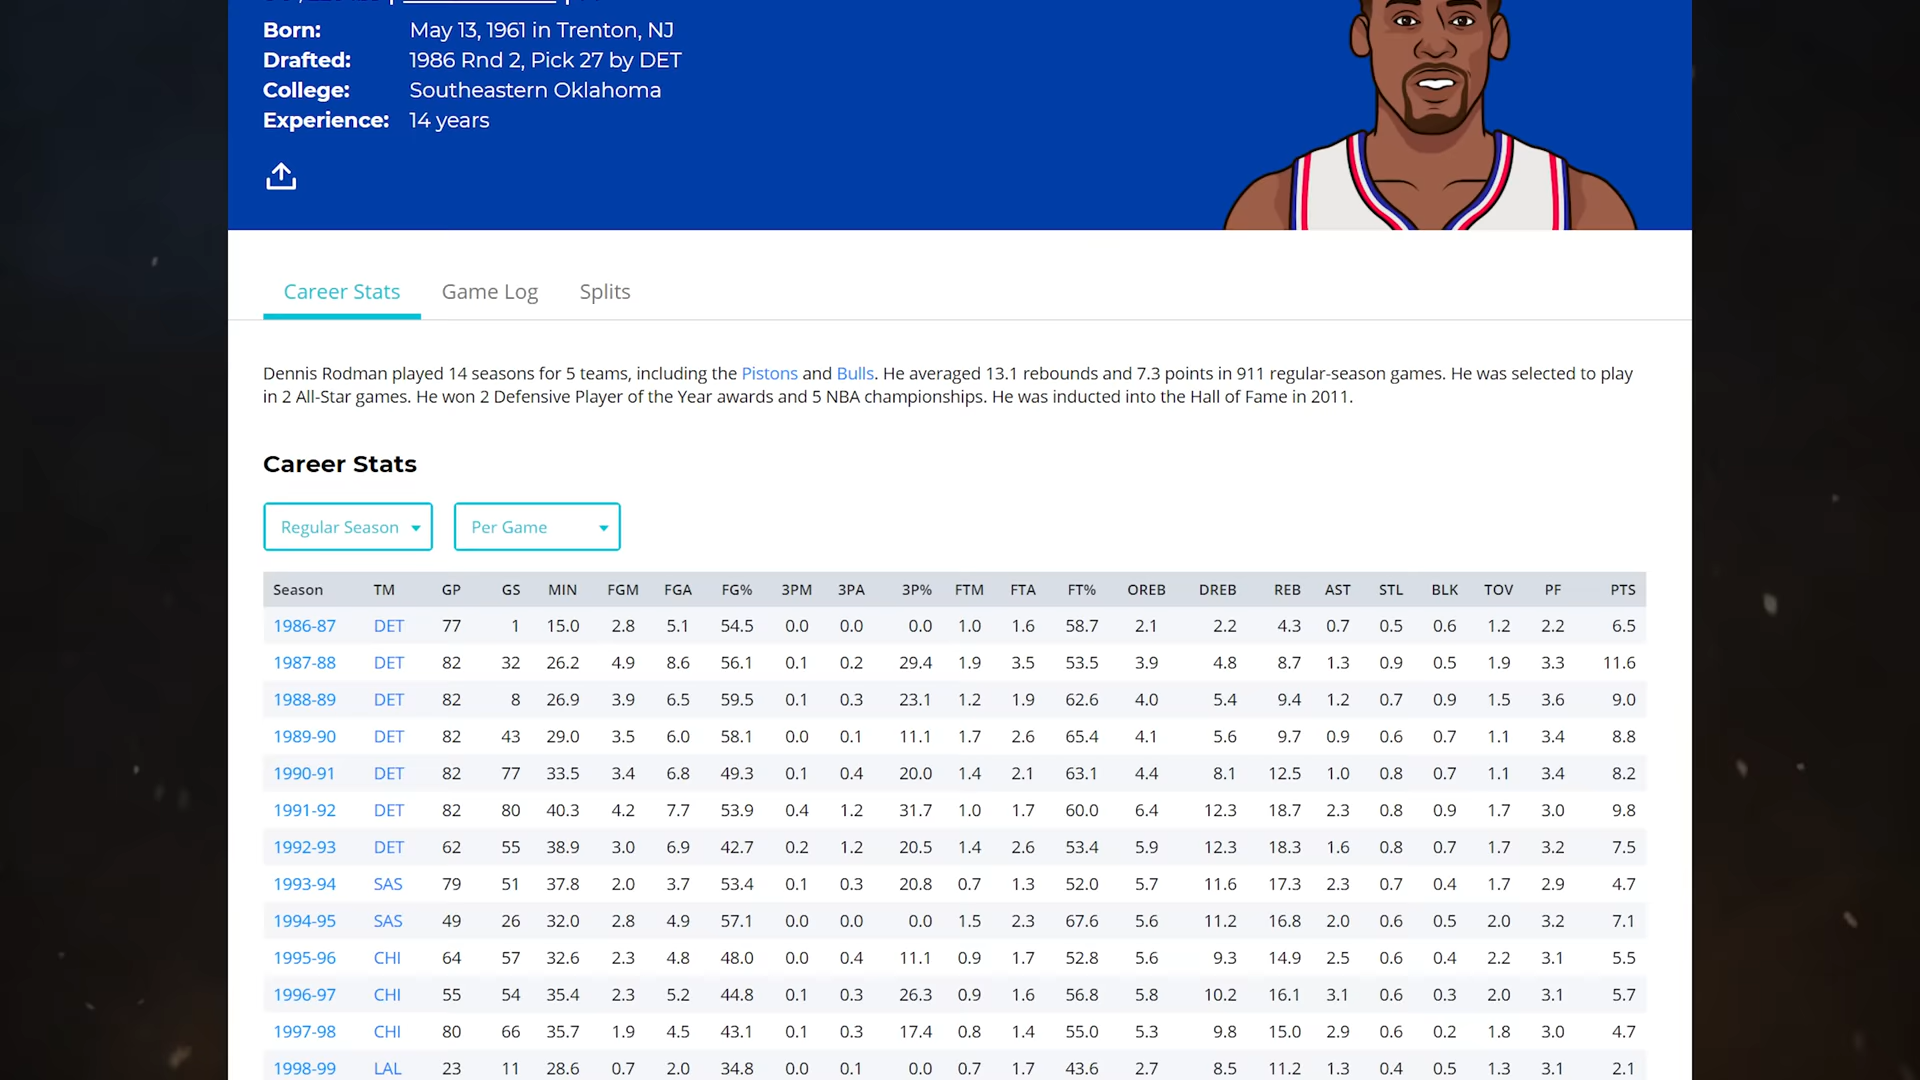 Born: May 13, 1961 in Trenton, NJ
Drafted: 1986 Rnd 2, Pick 27 by DET
College: Southeastern Oklahoma
Experience: 14 years
Career Stats Game Log Splits
Dennis Rodman played 14 seasons for 5 teams, including the Pistons and Bulls. He averaged 13.1 rebounds and 7.3 points in 911 regular-season games. He was selected to play
in 2 All-Star games. He won 2 Defensive Player of the Year awards and 5 NBA championships. He was inducted into the Hall of Fame in 2011.
Career Stats
Regular Season Per Game
Season TM GP GS MIN FGM FGA FG% 3PM 3PA 3P% FTM FTA FT% OREB DREB REB AST STL BLK TOV PF PTS
1986-87 DET 77 1 15.0 2.8 5.1 54.5 0.0 0.0 0.0 1.0 1.6 58.7 2.1 2.2 4.3 0.7 0.5 0.6 1.2 2.2 6.5
1987-88 DET 82 32 26.2 4.9 8.6 56.1 0.1 0.2 29.4 1.9 3.5 53.5 3.9 4.8 8.7 1.3 0.9 0.5 1.9 3.3 11.6
1988-89 DET 82 8 26.9 3.9 6.5 59.5 0.1 0.3 23.1 1.2 1.9 62.6 4.0 5.4 9.4 1.2 0.7 0.9 1.5 3.6 9.0
1989-90 DET 82 43 29.0 3.5 6.0 58.1 0.0 0.1 11.1 1.7 2.6 65.4 4.1 5.6 9.7 0.9 0.6 0.7 1.1 3.4 8.8
1990-91 DET 82 77 33.5 3.4 6.8 49.3 0.1 0.4 20.0 1.4 2.1 63.1 4.4 8.1 12.5 1.0 0.8 0.7 1.1 3.4 8.2
1991-92 DET 82 80 40.3 4.2 7.7 53.9 0.4 1.2 31.7 1.0 1.7 60.0 6.4 12.3 18.7 2.3 0.8 0.9 1.7 3.0 9.8
1992-93 DET 62 55 38.9 3.0 6.9 42.7 0.2 1.2 20.5 1.4 2.6 53.4 5.9 12.3 18.3 1.6 0.8 0.7 1.7 3.2 7.5
1993-94 SAS 79 51 37.8 2.0 3.7 53.4 0.1 0.3 20.8 0.7 1.3 52.0 5.7 11.6 17.3 2.3 0.7 0.4 1.7 2.9 4.7
1994-95 SAS 49 26 32.0 2.8 4.9 57.1 0.0 0.0 0.0 1.5 2.3 67.6 5.6 11.2 16.8 2.0 0.6 0.5 2.0 3.2 7.1
1995-96 CHI 64 57 32.6 2.3 4.8 48.0 0.0 0.4 11.1 0.9 1.7 52.8 5.6 9.3 14.9 2.5 0.6 0.4 2.2 3.1 5.5
1996-97 CHI 55 54 35.4 2.3 5.2 44.8 0.1 0.3 26.3 0.9 1.6 56.8 5.8 10.2 16.1 3.1 0.6 0.3 2.0 3.1 5.7
1997-98 CHI 80 66 35.7 1.9 4.5 43.1 0.1 0.3 17.4 0.8 1.4 55.0 5.3 9.8 15.0 2.9 0.6 0.2 1.8 3.0 4.7
1998-99 LAL 23 11 28.6 0.7 2.0 34.8 0.0 0.1 0.0 0.7 1.7 43.6 2.7 8.5 11.2 1.3 0.4 0.5 1.3 3.1 2.1